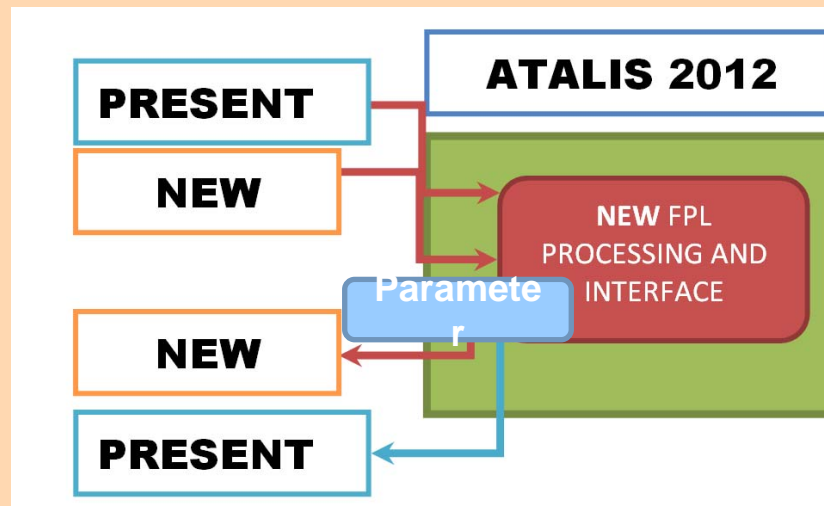 PRESENT
NEW
ATALIS 2012
NEW FPL
PROCESSING AND
INTERFACE
Paramete
r
NEW
PRESENT